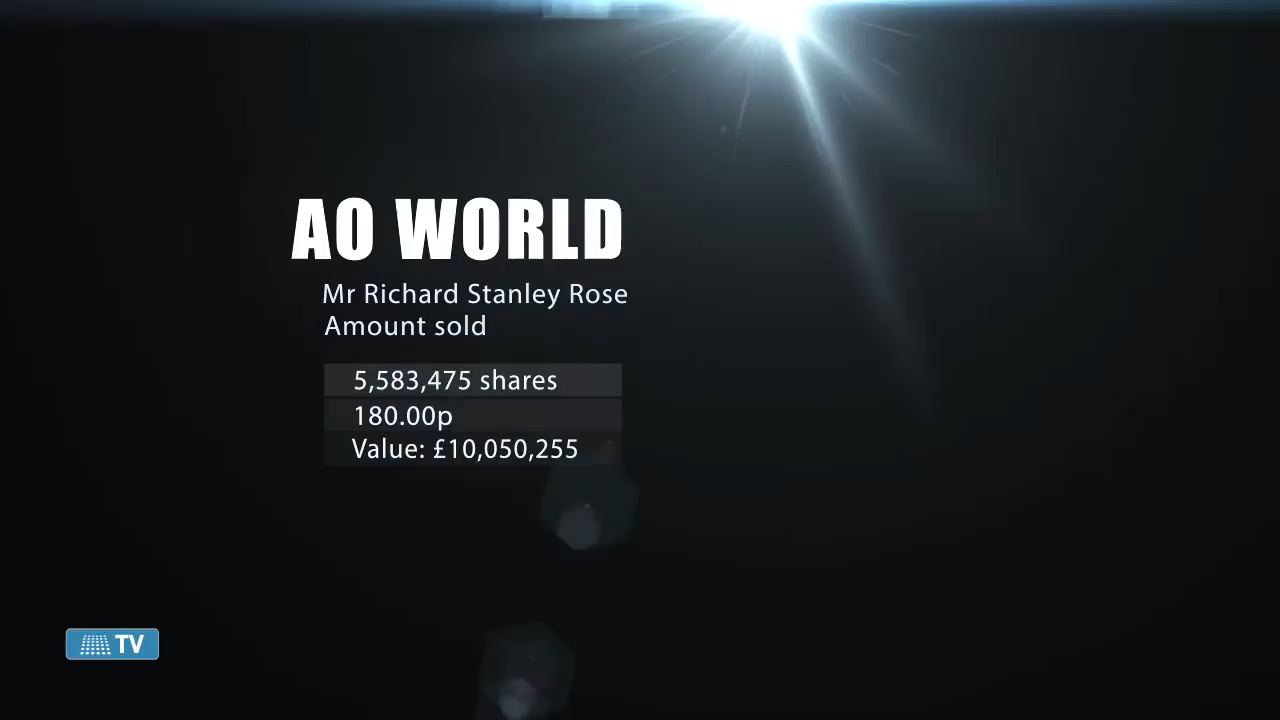 AO WORLD
Mr Richard Stanley Rose
Amount sold
5,583,475 shares
180.00p
Value: £10,050,255
TV